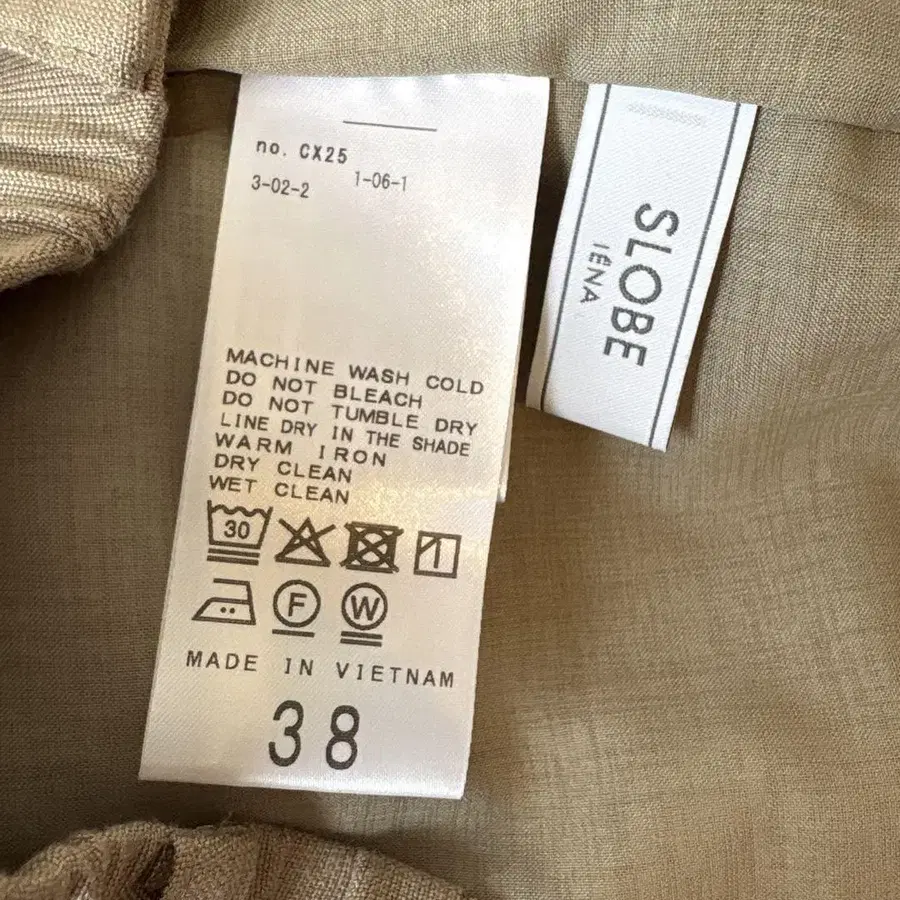 no. CX25
3-02-2 1-06-1
MACHINE WASH COLD
DO NOT BLEACH
DO NOT TUMBLE DRY
LINE DRY IN THE SHADE
WARM IRON
DRY CLEAN
WET CLEAN
30
F W
MADE IN VIETNAM
38
SLOBE
IÉNA